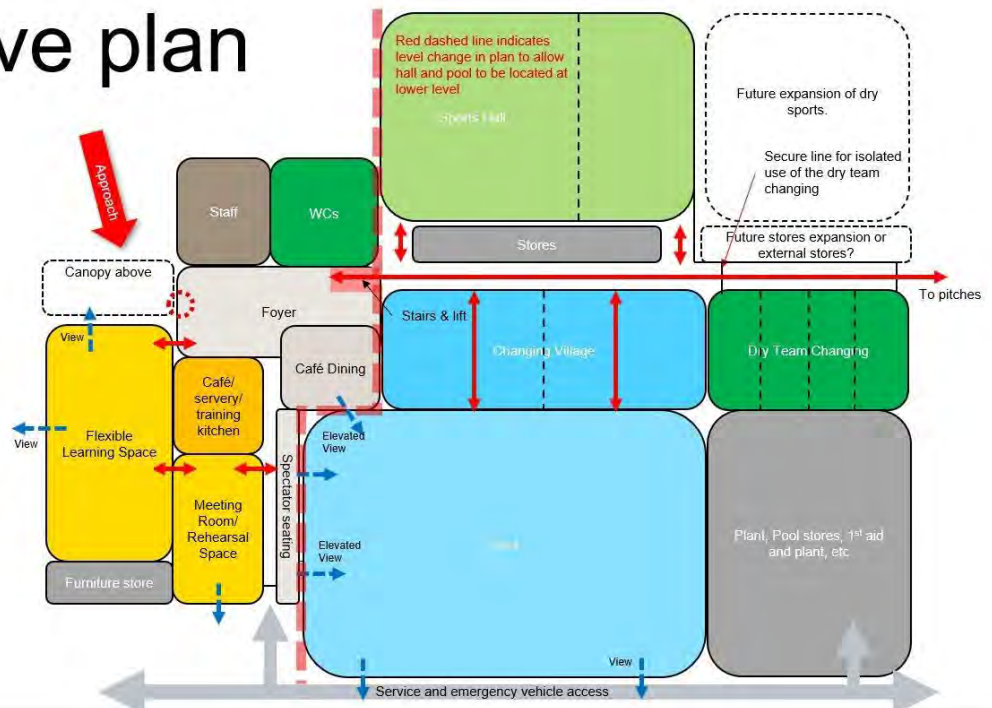 ve plan
Red dashed line indicates
level change in plan to allow
hall and pool to be located at
lower level
Sports Hall
Future expansion of dry
sports.
Secure line for isolated
use of the dry team
changing
Approach
Staff
WCs
Stores
Future stores expansion or
external stores?
Canopy above
To pitches
Foyer
Stairs & lift
View
Changing Village
Dry Team Changing
Café Dining
Café/
servery/
training
kitchen
View
Flexible
Learning Space
Elevated
View
Spectator seating
Meeting
Room/
Rehearsal
Space
Elevated
View
Plant, Pool stores, 1st aid
and plant, etc
Furniture store
View
Service and emergency vehicle access